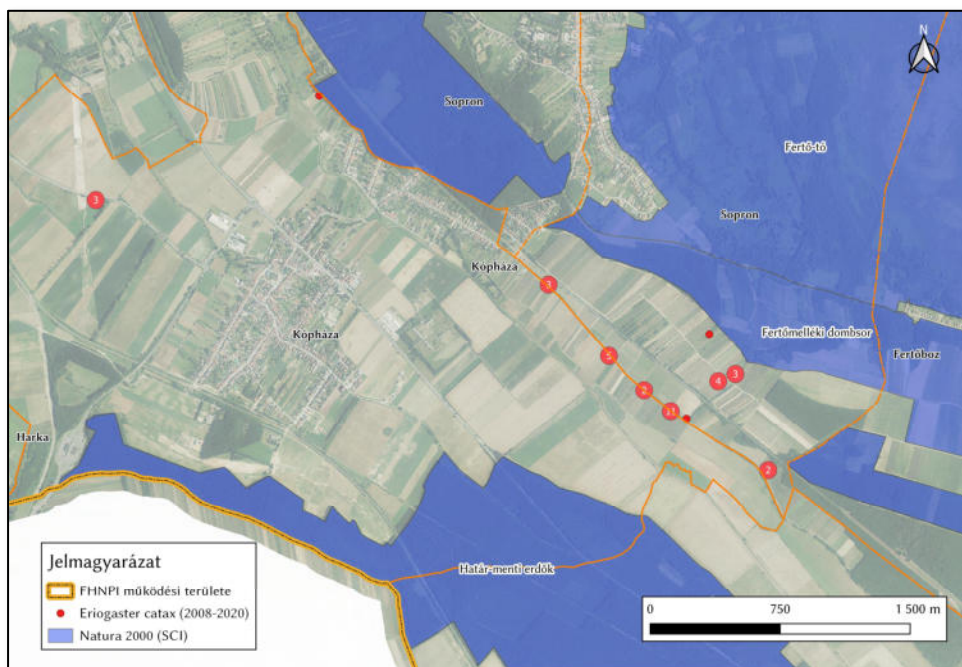 N
Sopron
Fertő-tó
3
Sopron
Kópháza
3
Kópháza
Fertőmelléki dombsor
Fertőboz
5
4
3
2
11
Harka
2
Határ-menti erdők
Jelmagyarázat
FHNPI működési területe
Eriogaster catax (2008-2020)
Natura 2000 (SCI)
0
750
1 500 m